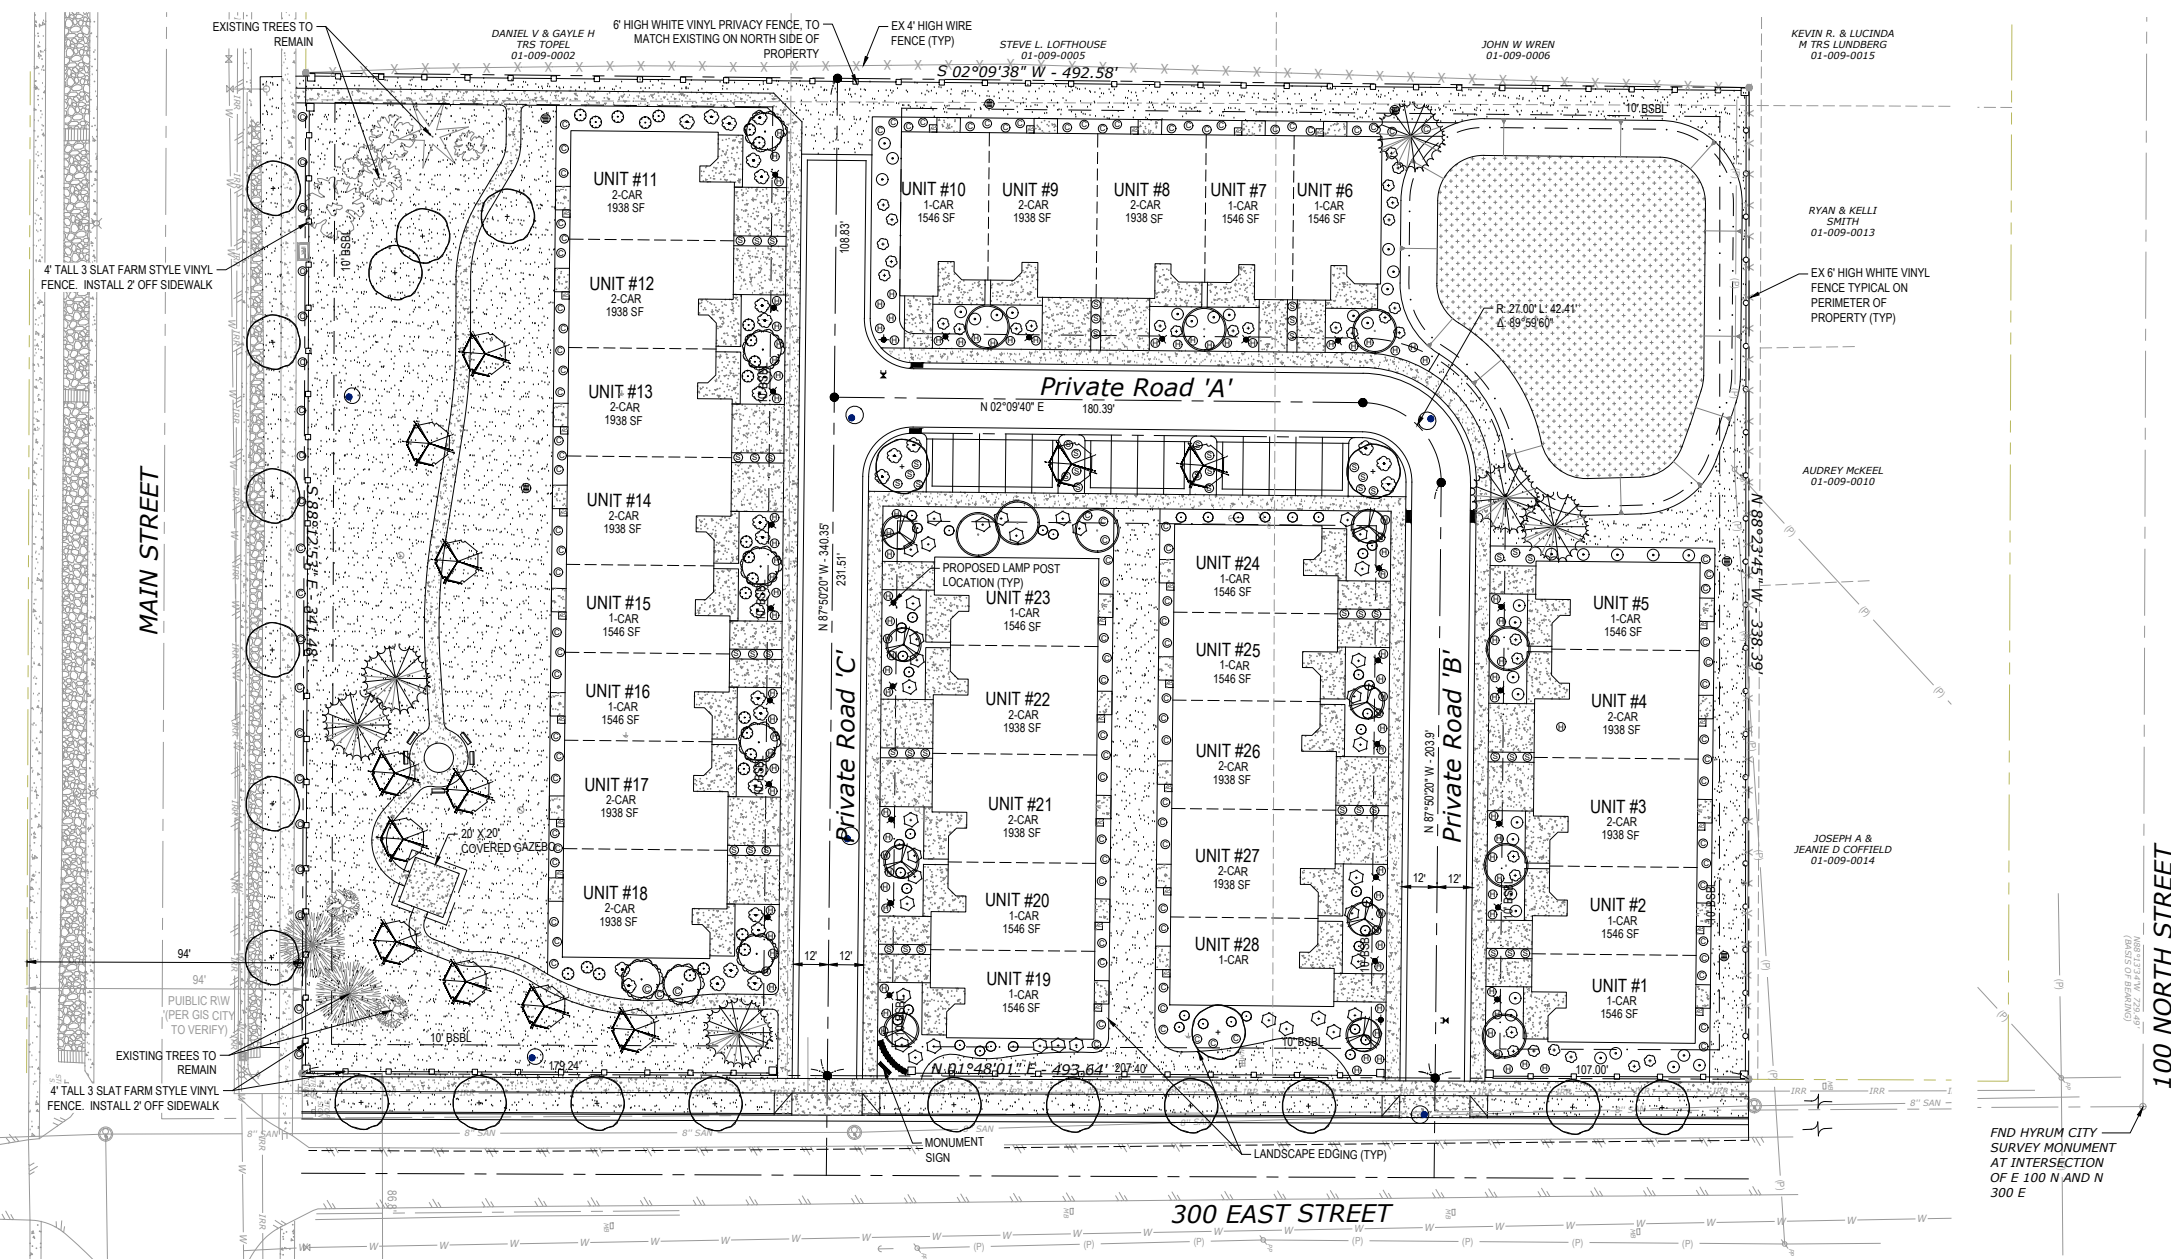 EXISTING TREES TO
REMAIN
DANIEL V & GAYLE H
TRS TOPEL
01-009-0002
6' HIGH WHITE VINYL PRIVACY FENCE, TO
MATCH EXISTING ON NORTH SIDE OF
PROPERTY
EX 4' HIGH WIRE
FENCE (TYP)
STEVE L. LOFTHOUSE
01-009-0005
JOHN W WREN
01-009-0006
KEVIN R. & LUCINDA
M TRS LUNDBERG
01-009-0015
S 02°09'38" W - 492.58'
10' BSBL
RYAN & KELLI
SMITH
01-009-0013
EX 6' HIGH WHITE VINYL
FENCE TYPICAL ON
PERIMETER OF
PROPERTY (TYP)
AUDREY McKEEL
01-009-0010
JOSEPH A &
JEANIE D COFFIELD
01-009-0014
4' TALL 3 SLAT FARM STYLE VINYL
FENCE. INSTALL 2' OFF SIDEWALK
10' BSBL
MAIN STREET
S 88°12'53" E - 341.48'
UNIT #11
2-CAR
1938 SF
UNIT #12
2-CAR
1938 SF
UNIT #13
2-CAR
1938 SF
UNIT #14
2-CAR
1938 SF
UNIT #15
1-CAR
1546 SF
UNIT #16
1-CAR
1546 SF
UNIT #17
2-CAR
1938 SF
UNIT #18
2-CAR
1938 SF
UNIT #10
1-CAR
1546 SF
UNIT #9
2-CAR
1938 SF
UNIT #8
2-CAR
1938 SF
UNIT #7
1-CAR
1546 SF
UNIT #6
1-CAR
1546 SF
108.83'
R: 27.00' L: 42.41'
Δ: 89°59'60"
Private Road 'A'
N 02°09'40" E
180.39'
N 87°50'20" W - 340.35'
231.51'
Private Road 'C'
PROPOSED LAMP POST
LOCATION (TYP)
UNIT #23
1-CAR
1546 SF
UNIT #22
2-CAR
1938 SF
UNIT #21
2-CAR
1938 SF
UNIT #20
1-CAR
1546 SF
UNIT #19
1-CAR
1546 SF
UNIT #24
1-CAR
1546 SF
UNIT #25
1-CAR
1546 SF
UNIT #26
2-CAR
1938 SF
UNIT #27
2-CAR
1938 SF
UNIT #28
1-CAR
N 87°50'20" W - 203.9'
Private Road 'B'
UNIT #5
1-CAR
1546 SF
UNIT #4
2-CAR
1938 SF
UNIT #3
2-CAR
1938 SF
UNIT #2
1-CAR
1546 SF
UNIT #1
1-CAR
1546 SF
N 88°23'45" W - 338.39'
10' BSBL
20' X 20'
COVERED GAZEBO
12'
12'
12'
12'
94'
94'
PUIBLIC R\W
(PER GIS CITY
TO VERIFY)
EXISTING TREES TO
REMAIN
4' TALL 3 SLAT FARM STYLE VINYL
FENCE. INSTALL 2' OFF SIDEWALK
10' BSBL
179.24'
N 01°48'01" E - 493.64'
207.40'
10' BSBL
107.00'
MONUMENT
SIGN
LANDSCAPE EDGING (TYP)
8" SAN
8" SAN
8" SAN
8" SAN
8" SAN
IRR
IRR
300 EAST STREET
100 NORTH STREET
FND HYRUM CITY
SURVEY MONUMENT
AT INTERSECTION
OF E 100 N AND N
300 E